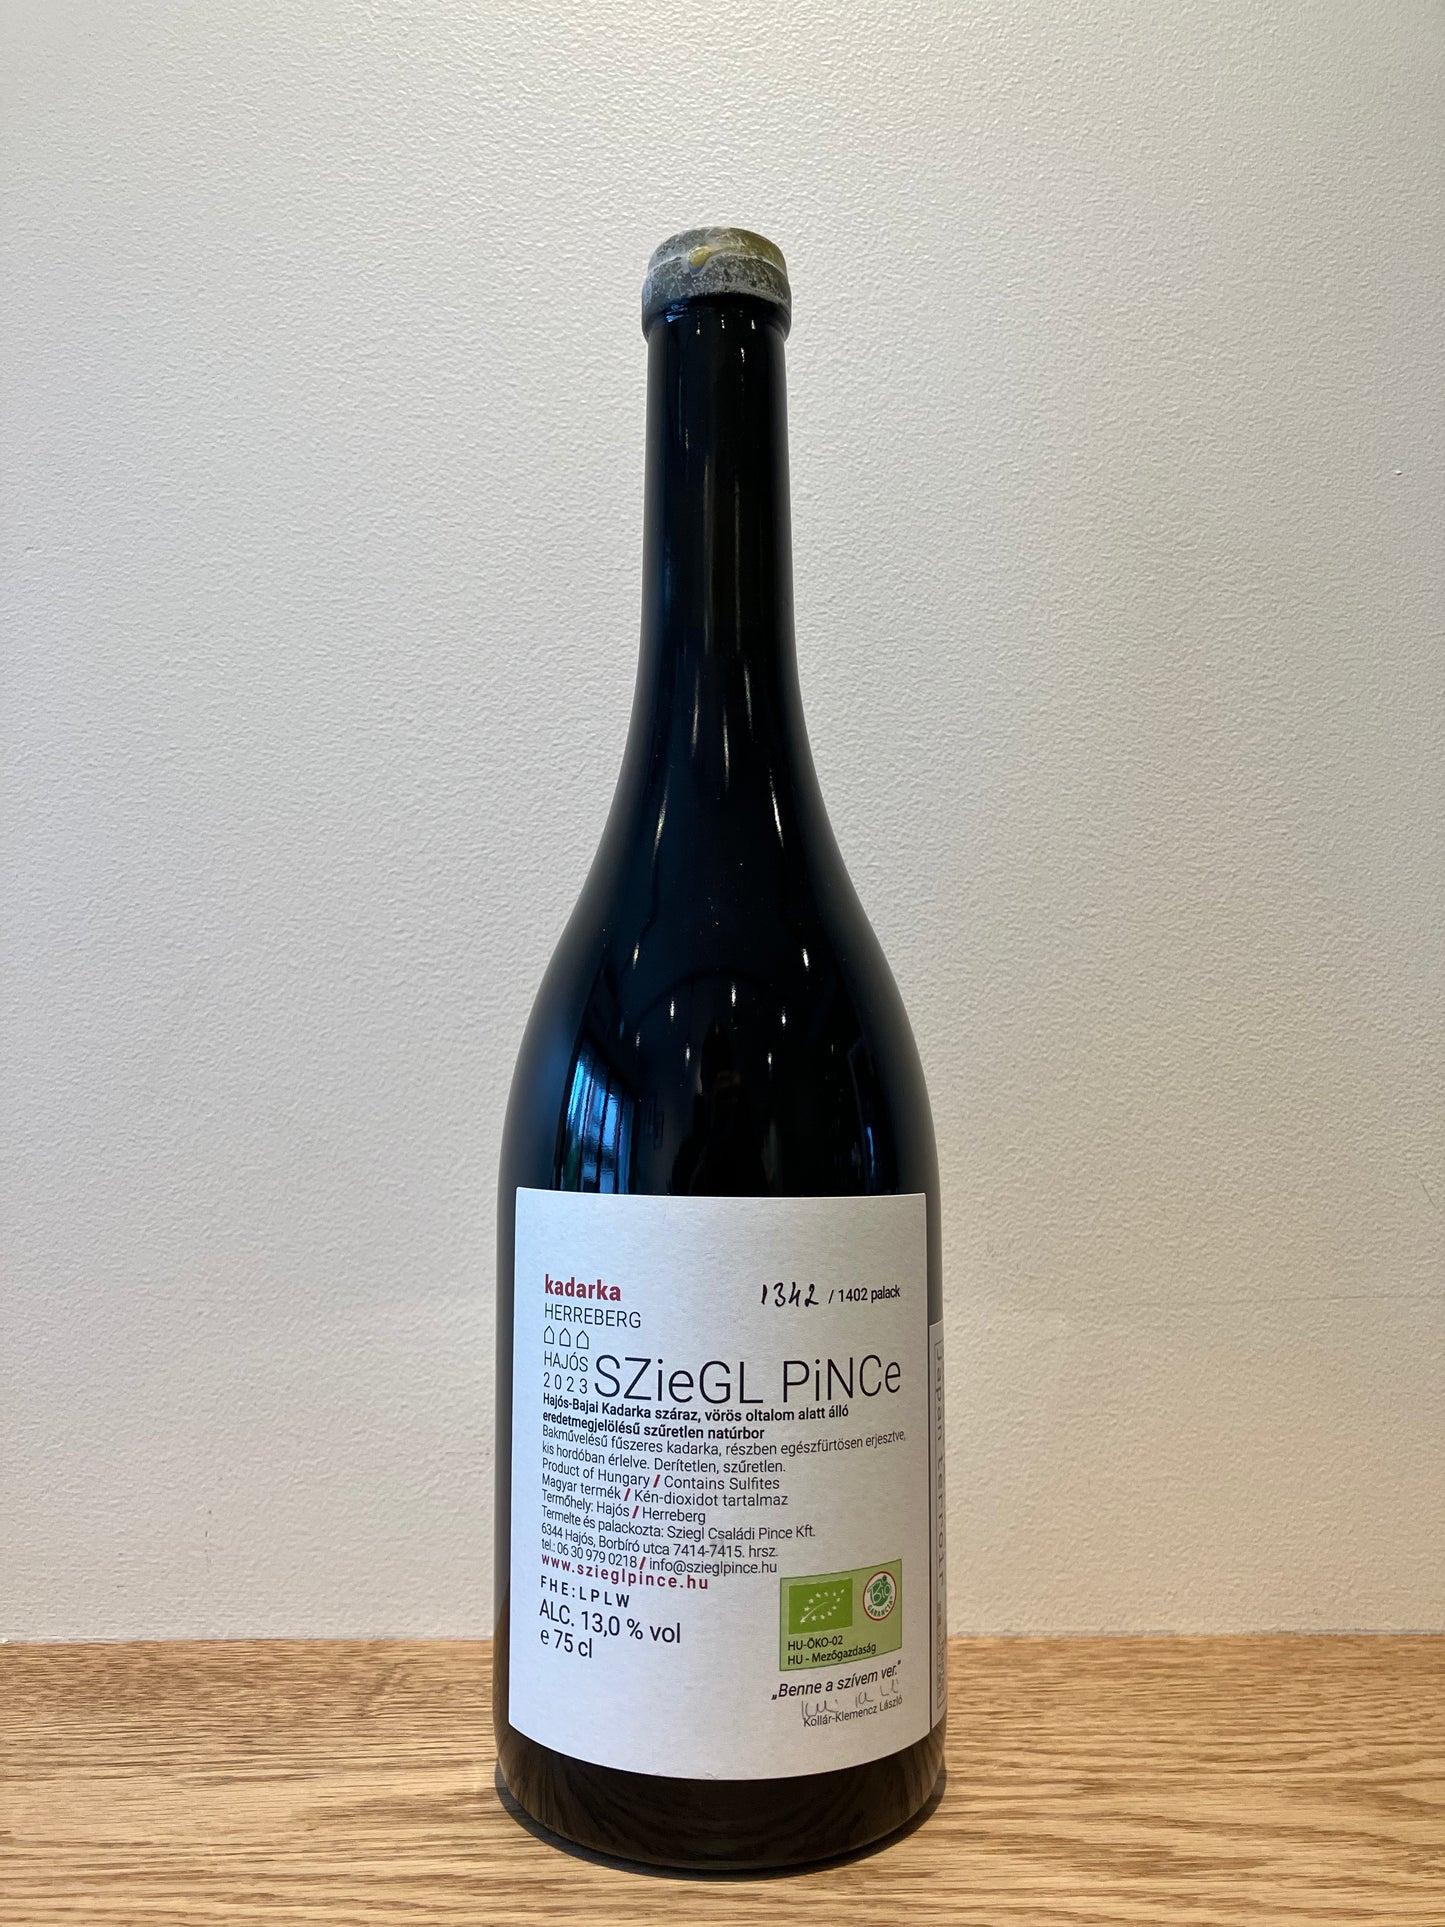 kadarka
1342 / 1402 palack
HERREBERG
HAJÓS
2023 SZieGL PiNCe
Hajós-Bajai Kadarka száraz, vörös oltalom alatt álló
eredetmegjelölésű szűretlen natúrbor
Bakművelésű fűszeres kadarka, részben egészfürtösen erjesztve,
kis hordóban érlelve. Derítetlen, szűretlen.
Product of Hungary / Contains Sulfites
Magyar termék / Kén-dioxidot tartalmaz
Termőhely: Hajós / Herreberg
Termelte és palackozta: Sziegl Családi Pince Kft.
6344 Hajós, Borbíró utca 7414-7415. hrsz.
tel.: 06 30 979 0218 / info@szieglpince.hu
www.szieglpince.hu
FHE:LPLW
ALC. 13,0 % vol
e 75 cl
BIO
GARANCIA
HU-ÖKO-02
HU - Mezőgazdaság
„Benne a szívem ver.”
Kollár-Klemencz László
Japan terroir